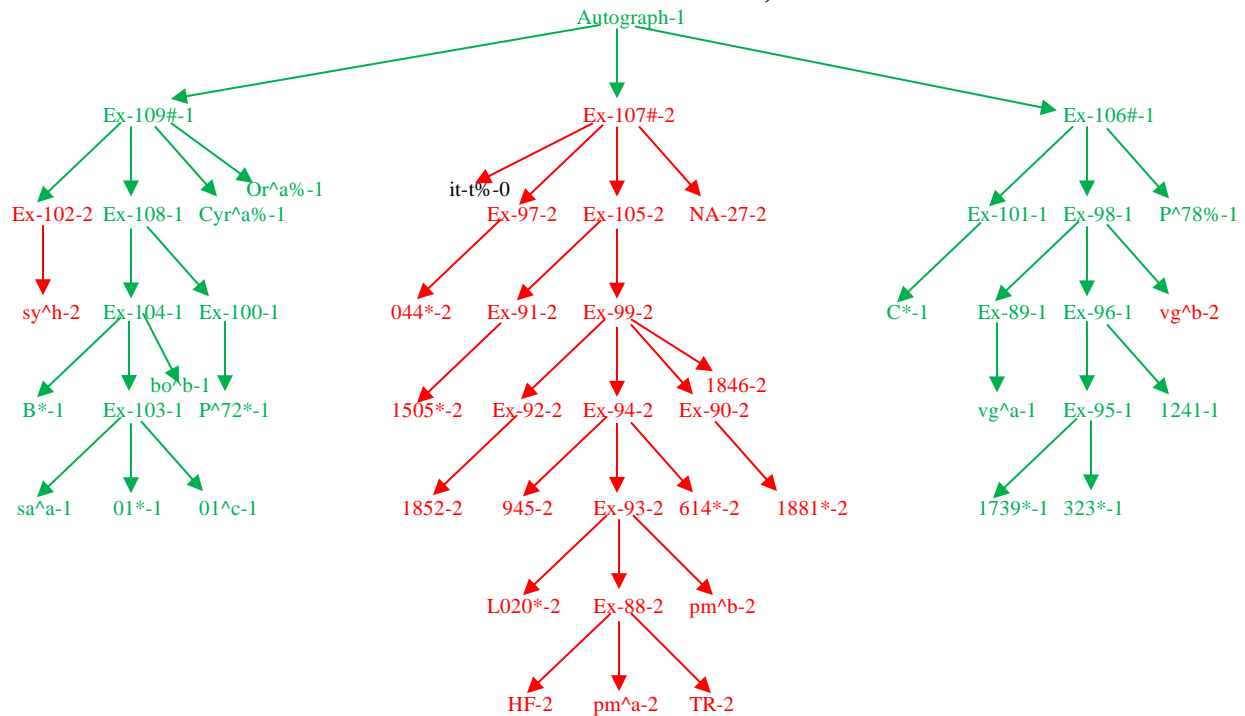 Autograph-1
Ex-109#-1 Ex-107#-2 Ex-106#-1
Or^a%-1 it-t%-0
Ex-102-2 Ex-108-1 Cyr^a%-1 Ex-97-2 Ex-105-2 NA-27-2 Ex-101-1 Ex-98-1 P^78%-1
sy^h-2 Ex-104-1 Ex-100-1 044*-2 Ex-91-2 Ex-99-2 C*-1 Ex-89-1 Ex-96-1 vg^b-2
bo^b-1 1846-2
B*-1 Ex-103-1 P^72*-1 1505*-2 Ex-92-2 Ex-94-2 Ex-90-2 vg^a-1 Ex-95-1 1241-1
sa^a-1 01*-1 01^c-1 1852-2 945-2 Ex-93-2 614*-2 1881*-2 1739*-1 323*-1
L020*-2 Ex-88-2 pm^b-2
HF-2 pm^a-2 TR-2